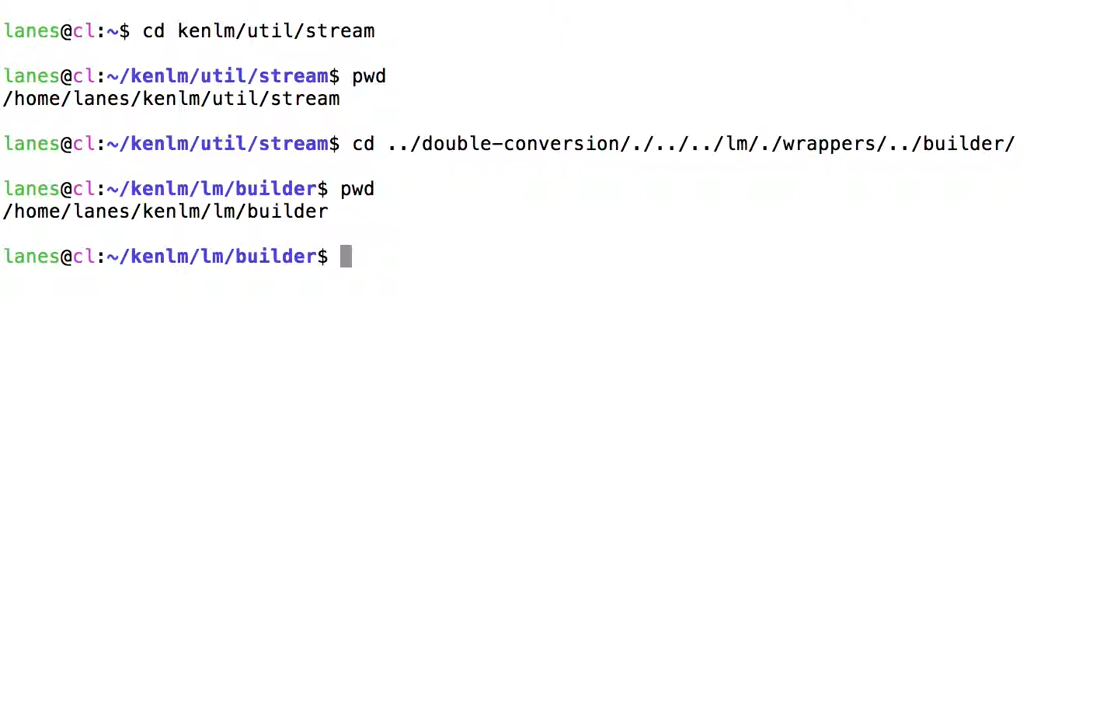 lanes@cl:~$ cd kenlm/util/stream
lanes@cl:~/kenlm/util/stream$ pwd
/home/lanes/kenlm/util/stream
lanes@cl:~/kenlm/util/stream$ cd ../double-conversion/./../../lm/./wrappers/../builder/
lanes@cl:~/kenlm/lm/builder$ pwd
/home/lanes/kenlm/lm/builder
lanes@cl:~/kenlm/lm/builder$